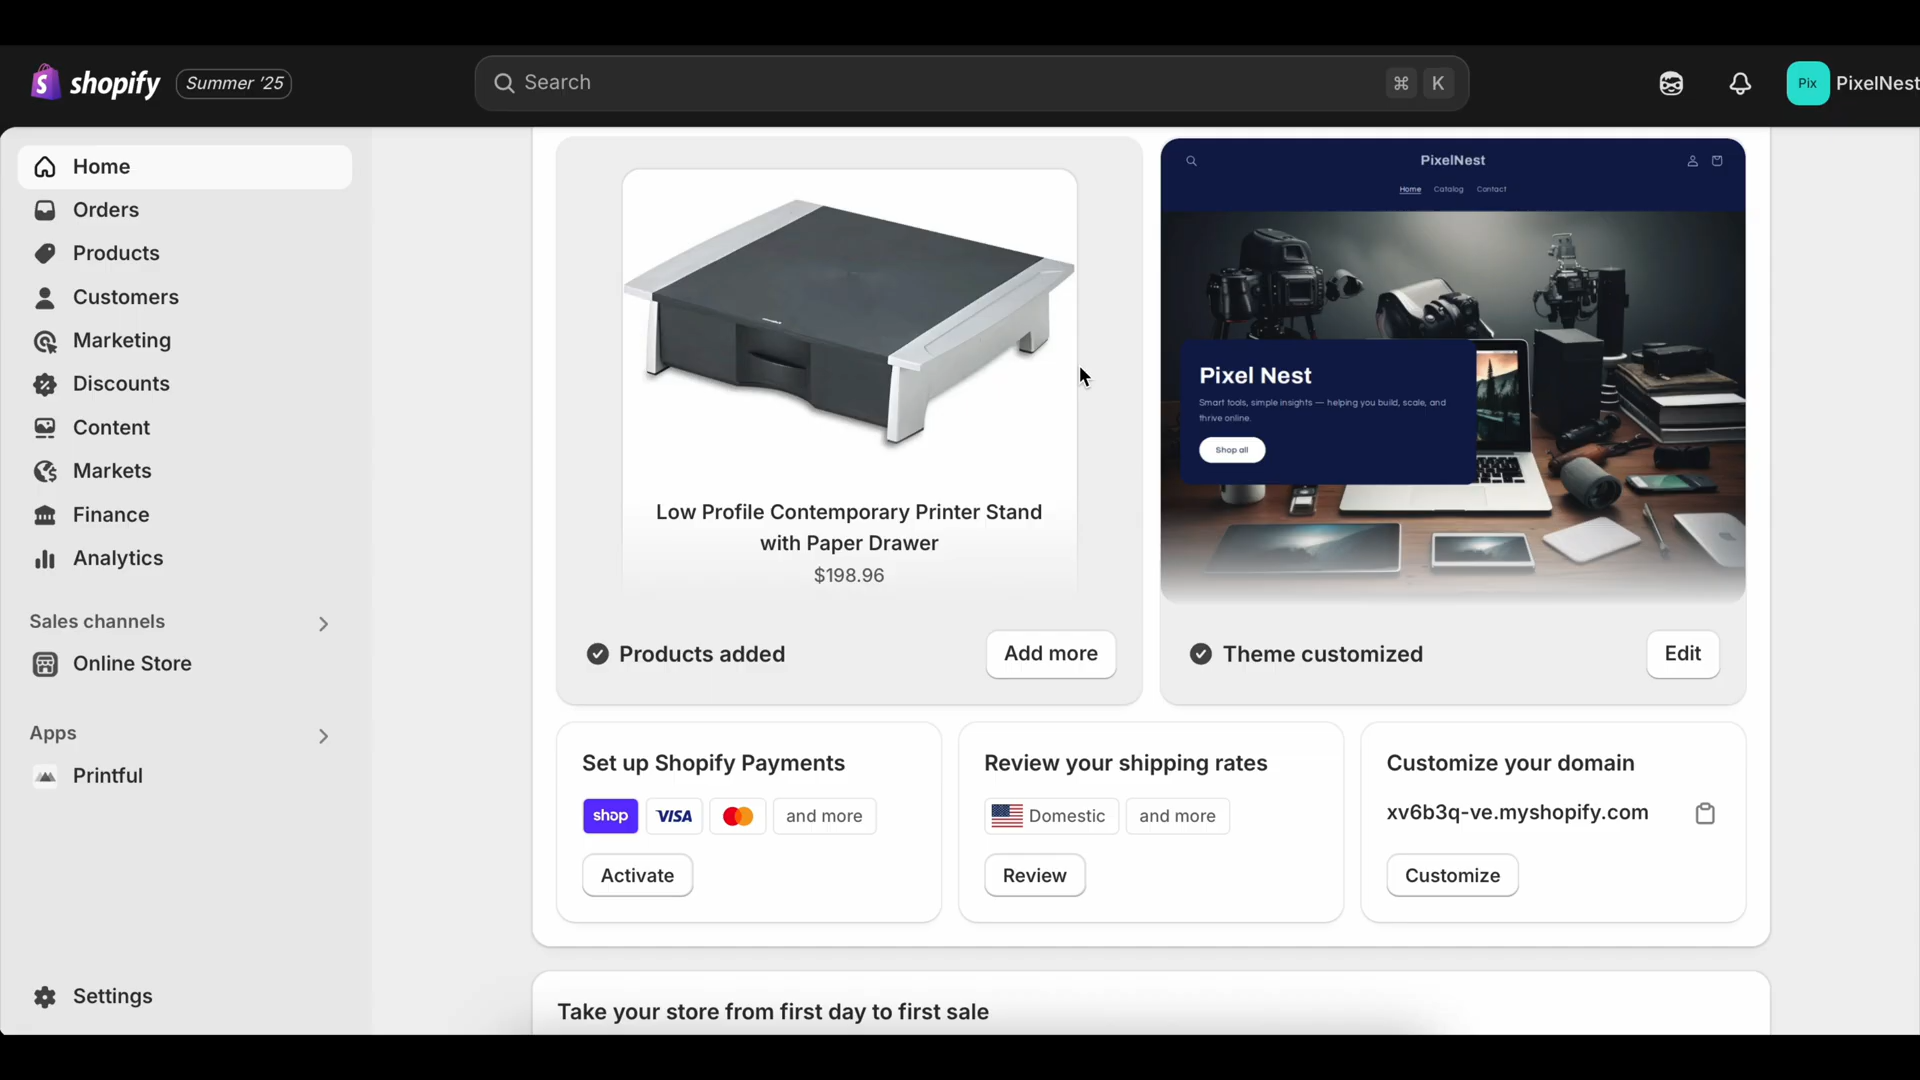 shopify
Summer '25
Search
⌘ K
Pix
PixelNest
Home
Orders
Products
Customers
Marketing
Discounts
Content
Markets
Finance
Analytics
Sales channels
Online Store
Apps
Printful
Settings
Low Profile Contemporary Printer Stand
with Paper Drawer
$198.96
Products added
Add more
PixelNest
Home Catalog Contact
Pixel Nest
Smart tools, simple insights — helping you build, scale, and
thrive online.
Shop all
Theme customized
Edit
Set up Shopify Payments
shop VISA and more
Activate
Review your shipping rates
Domestic and more
Review
Customize your domain
xv6b3q-ve.myshopify.com
Customize
Take your store from first day to first sale